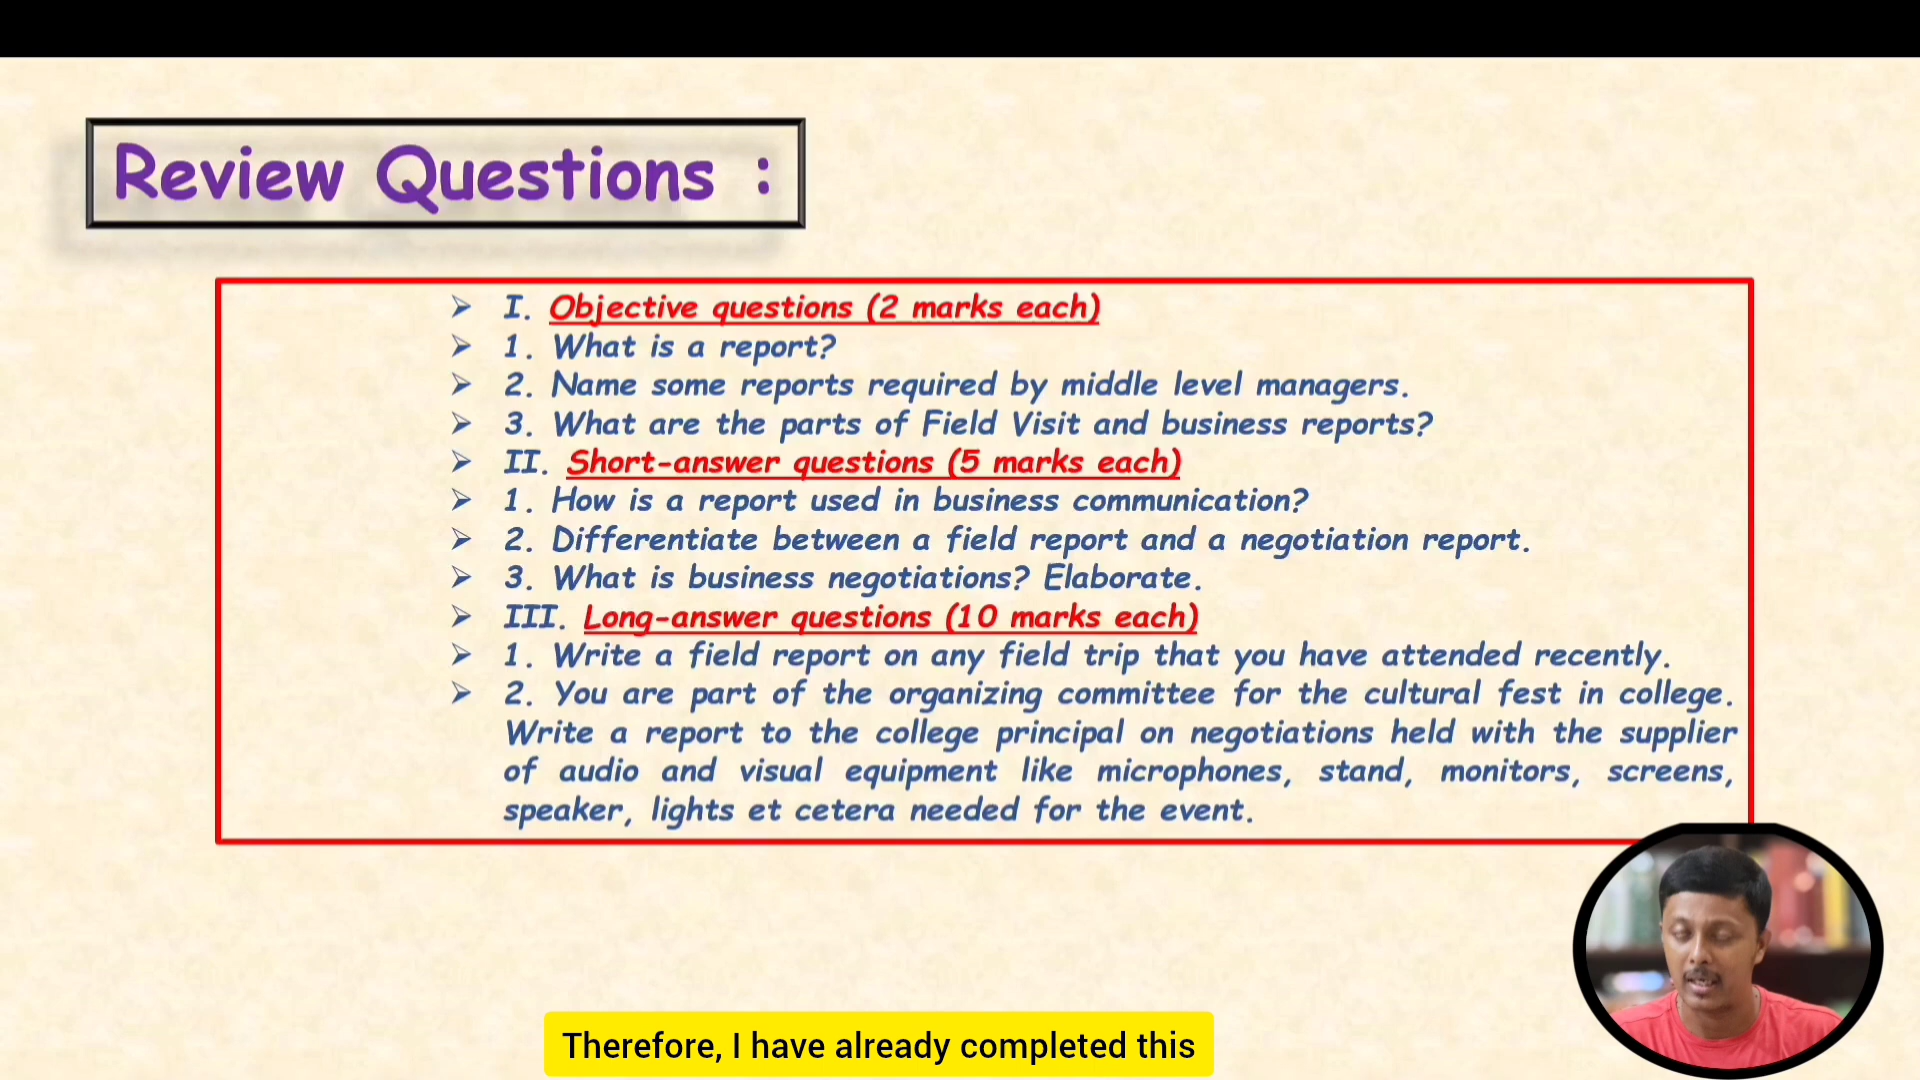 Review Questions :
I. Objective questions (2 marks each)
1. What is a report?
2. Name some reports required by middle level managers.
3. What are the parts of Field Visit and business reports?
II. Short-answer questions (5 marks each)
1. How is a report used in business communication?
2. Differentiate between a field report and a negotiation report.
3. What is business negotiations? Elaborate.
III. Long-answer questions (10 marks each)
1. Write a field report on any field trip that you have attended recently.
2. You are part of the organizing committee for the cultural fest in college.
Write a report to the college principal on negotiations held with the supplier
of audio and visual equipment like microphones, stand, monitors, screens,
speaker, lights et cetera needed for the event.
Therefore, I have already completed this